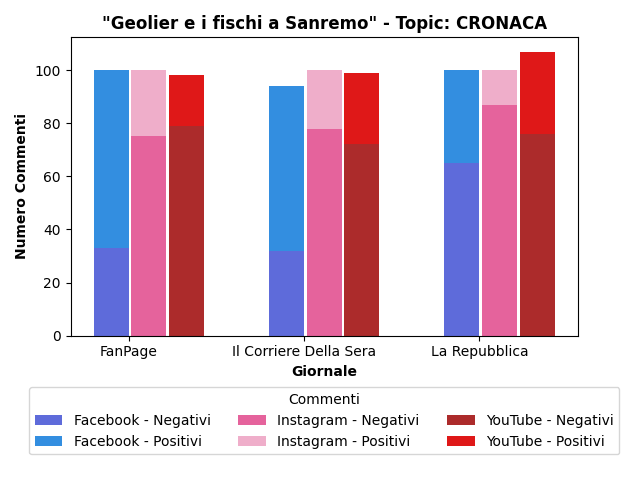 "Geolier e i fischi a Sanremo" - Topic: CRONACA
Numero Commenti
100
80
60
40
20
0
FanPage Il Corriere Della Sera La Repubblica
Giornale
Commenti
Facebook - Negativi Instagram - Negativi YouTube - Negativi
Facebook - Positivi Instagram - Positivi YouTube - Positivi